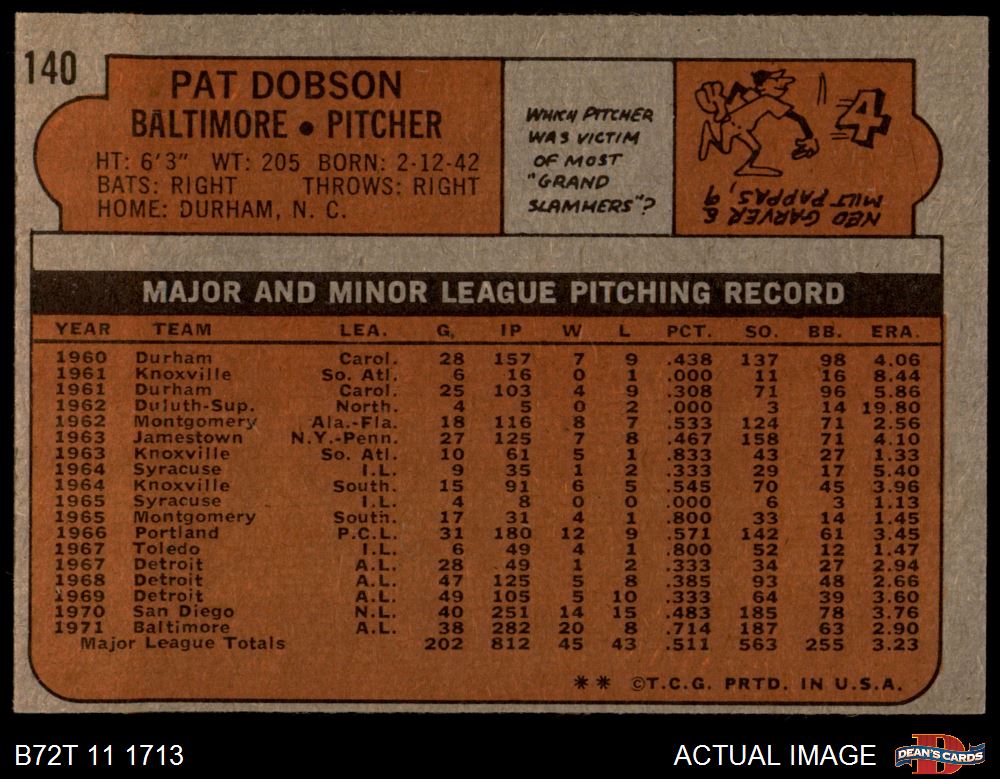 140
PAT DOBSON
BALTIMORE • PITCHER
HT: 6'3" WT: 205 BORN: 2-12-42
BATS: RIGHT THROWS: RIGHT
HOME: DURHAM, N. C.
WHICH PITCHER
WAS VICTIM
OF MOST
"GRAND
SLAMMERS"?
4
NED GARVER &
MILT PAPPAS, 9
MAJOR AND MINOR LEAGUE PITCHING RECORD
YEAR TEAM LEA. G. IP W L PCT. SO. BB. ERA.
1960 Durham Carol. 28 157 7 9 .438 137 98 4.06
1961 Knoxville So. Atl. 6 16 0 1 .000 11 16 8.44
1961 Durham Carol. 25 103 4 9 .308 71 96 5.86
1962 Duluth-Sup. North. 4 5 0 2 .000 3 14 19.80
1962 Montgomery Ala.-Fla. 18 116 8 7 .533 124 71 2.56
1963 Jamestown N.Y.-Penn. 27 125 7 8 .467 158 71 4.10
1963 Knoxville So. Atl. 10 61 5 1 .833 43 27 1.33
1964 Syracuse I.L. 9 35 1 2 .333 29 17 5.40
1964 Knoxville South. 15 91 6 5 .545 70 45 3.96
1965 Syracuse I.L. 4 8 0 0 .000 6 3 1.13
1965 Montgomery South. 17 31 4 1 .800 33 14 1.45
1966 Portland P.C.L. 31 180 12 9 .571 142 61 3.45
1967 Toledo I.L. 6 49 4 1 .800 52 12 1.47
1967 Detroit A.L. 28 49 1 2 .333 34 27 2.94
1968 Detroit A.L. 47 125 5 8 .385 93 48 2.66
1969 Detroit A.L. 49 105 5 10 .333 64 39 3.60
1970 San Diego N.L. 40 251 14 15 .483 185 78 3.76
1971 Baltimore A.L. 38 282 20 8 .714 187 63 2.90
Major League Totals 202 812 45 43 .511 563 255 3.23
** ©T.C.G. PRTD. IN U.S.A.
B72T 11 1713
ACTUAL IMAGE
DEAN'S CARDS